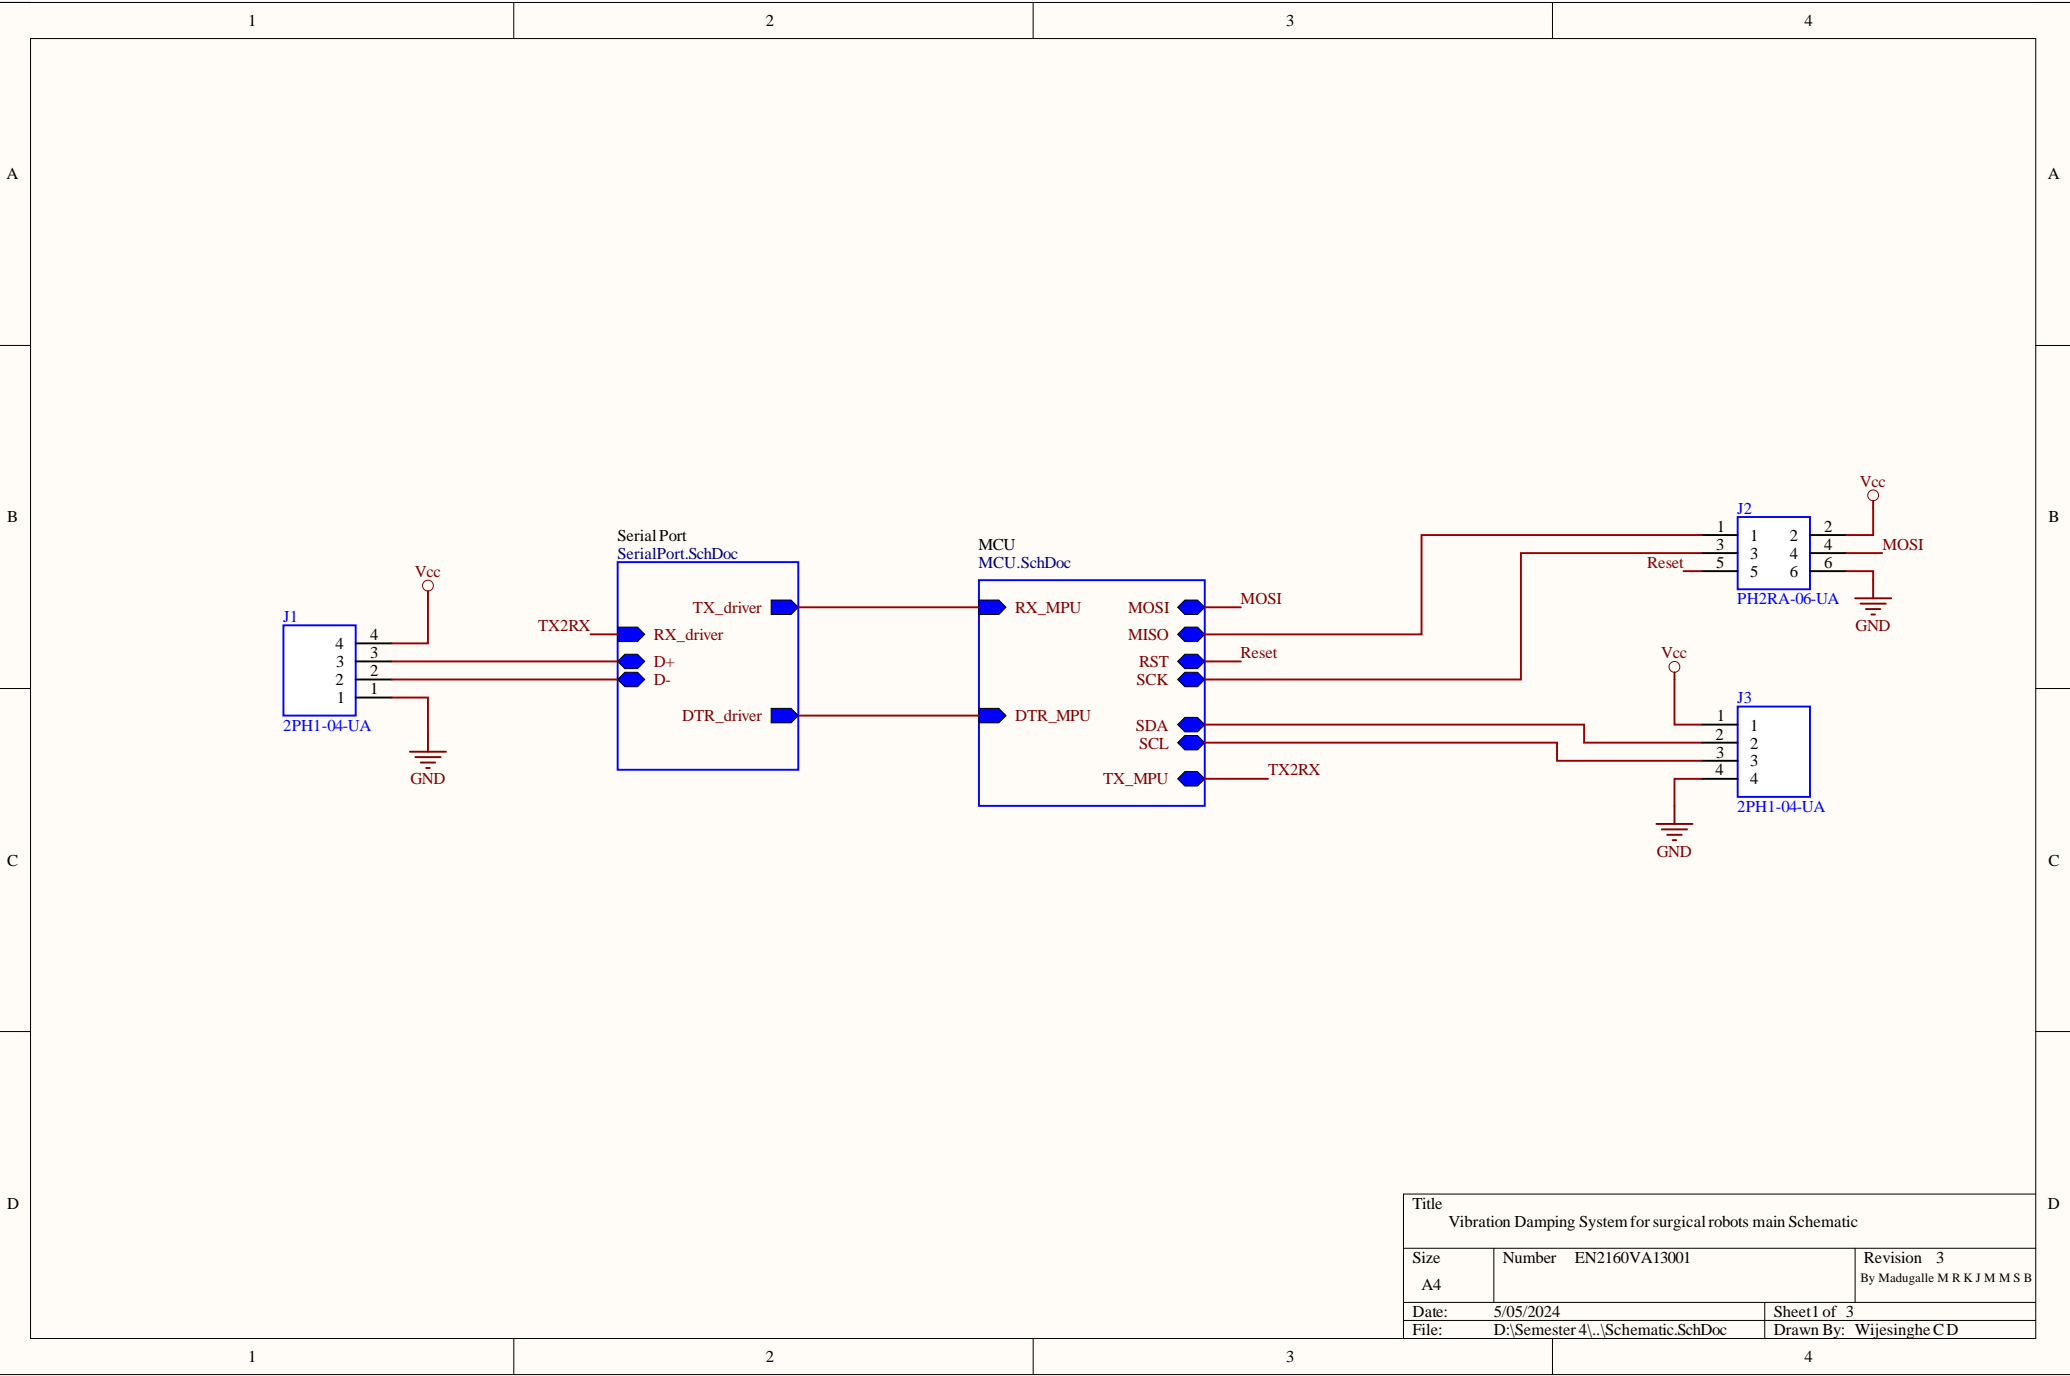 1 2 3 4
A A
Vcc
J2
B B
Serial Port
1 1 2 2
SerialPort.SchDoc
MCU
3 3 4 4 MOSI
MCU.SchDoc
Reset 5 5 6 6
Vcc
PH2RA-06-UA
TX_driver RX_MPU MOSI MOSI
J1
GND
TX2RX RX_driver MISO
4 4
Vcc
3 3 D+ RST Reset
2 2 D- SCK
1 1
J3
2PH1-04-UA
DTR_driver DTR_MPU
SDA 1 1
SCL 2 2
3 3
GND
TX_MPU TX2RX 4 4
2PH1-04-UA
GND
C C
D D
Title
Vibration Damping System for surgical robots main Schematic
Size Number EN2160VA13001 Revision 3
A4 By Madugalle M R K J M M S B
Date: 5/05/2024 Sheet1 of 3
File: D:\Semester 4\..\Schematic.SchDoc Drawn By: Wijesinghe C D
1 2 3 4